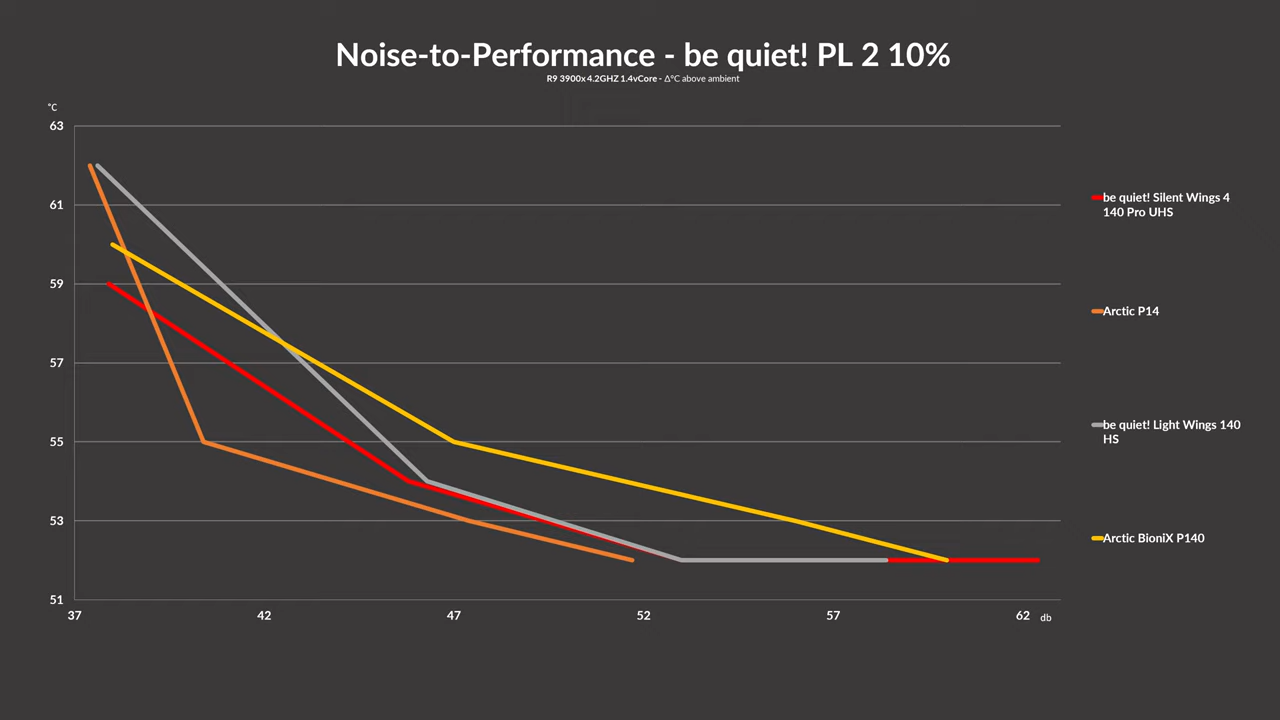 Noise-to-Performance - be quiet! PL 2 10%
R9 3900x 4.2GHZ 1.4vCore - Δ°C above ambient
°C
63
61
59
57
55
53
51
37
42
47
52
57
62
db
be quiet! Silent Wings 4
140 Pro UHS
Arctic P14
be quiet! Light Wings 140
HS
Arctic BioniX P140